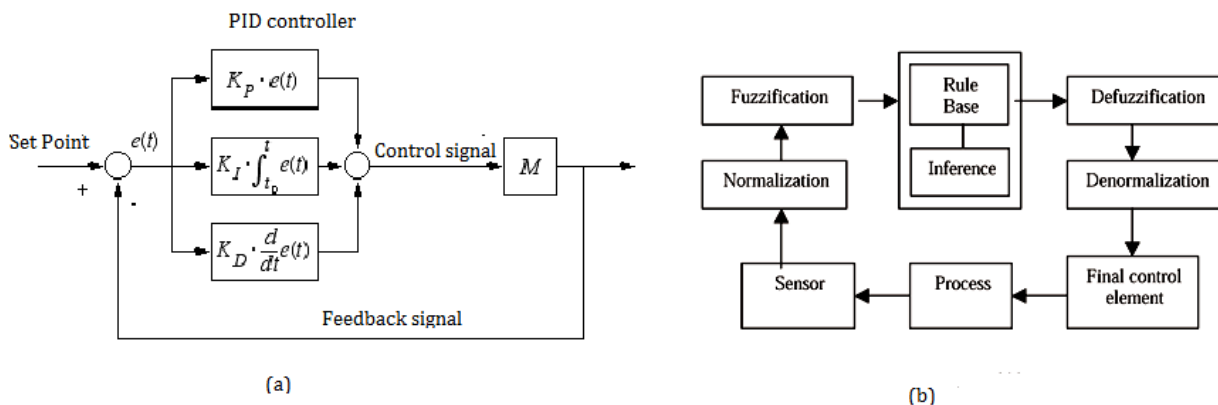 PID controller
K_P · e(t)
Set Point
e(t)
+
-
K_I · ∫_{t_0}^{t} e(t)
Control signal
M
K_D · d/dt e(t)
Feedback signal
(a)
Fuzzification
Rule
Base
Inference
Defuzzification
Normalization
Denormalization
Sensor
Process
Final control
element
(b)